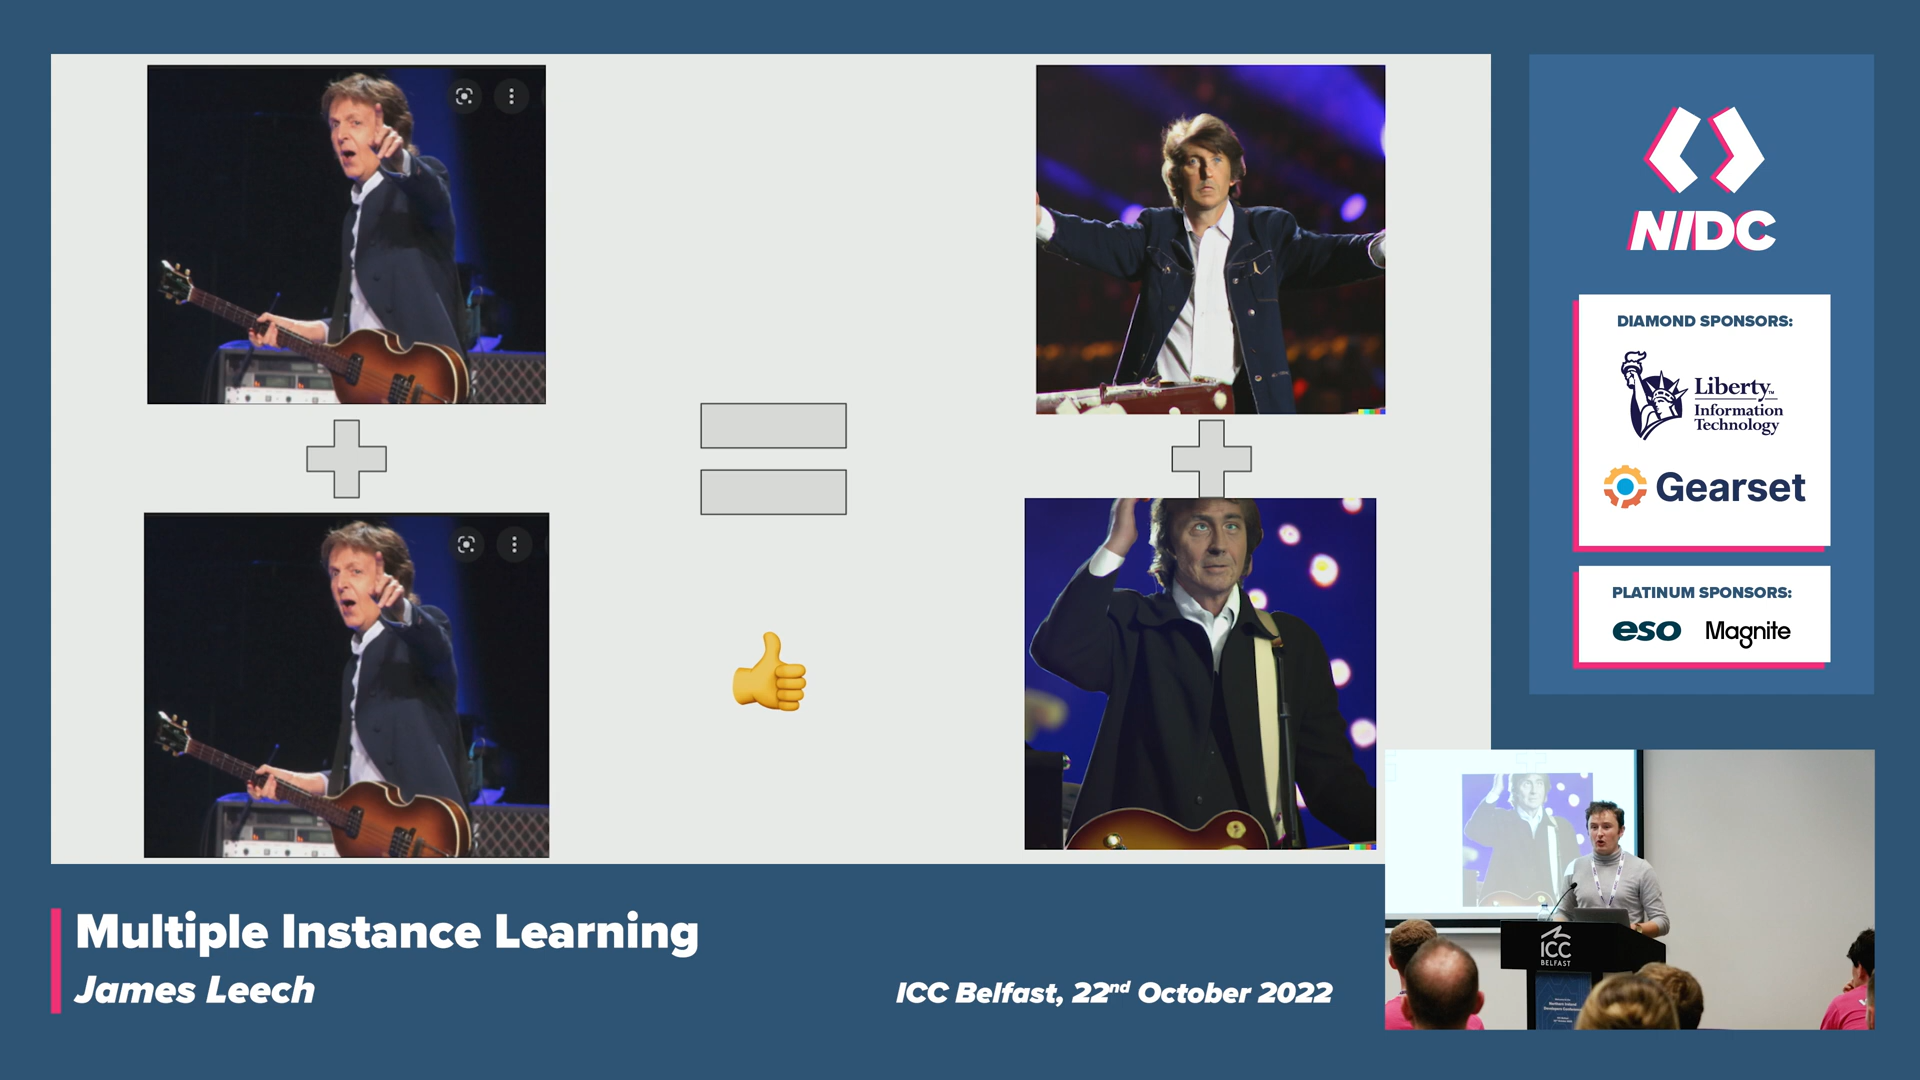 NIDC
DIAMOND SPONSORS:
Liberty™
Information
Technology
Gearset
PLATINUM SPONSORS:
eso Magnite
ICC
BELFAST
Multiple Instance Learning
James Leech
ICC Belfast, 22nd October 2022